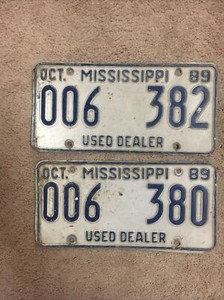 OCT. MISSISSIPPI 89
006 382
USED DEALER
OCT. MISSISSIPPI 89
006 380
USED DEALER